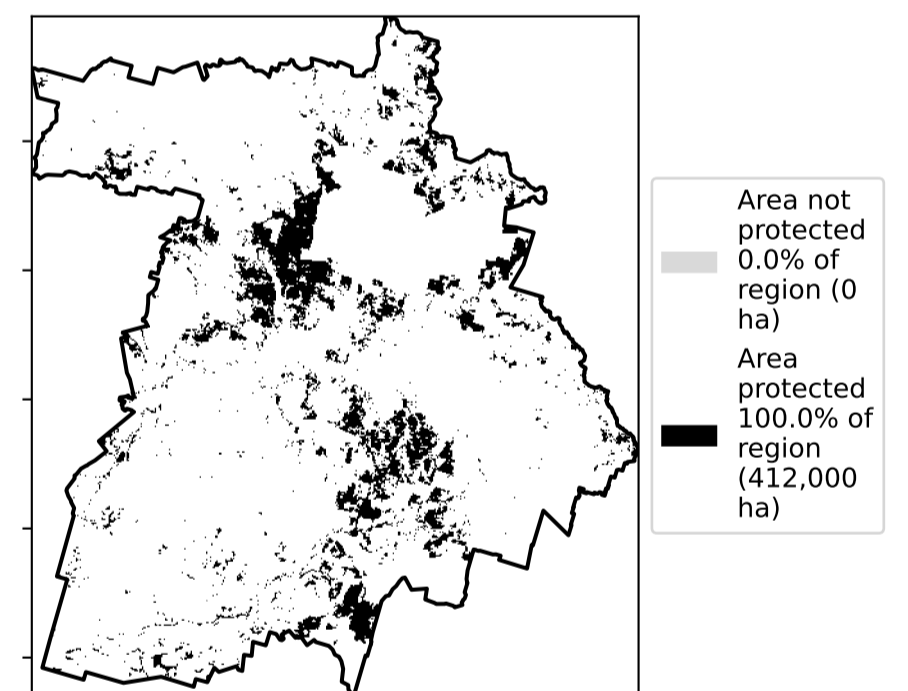 Area not
protected
0.0% of
region (0
ha)
Area
protected
100.0% of
region
(412,000
ha)